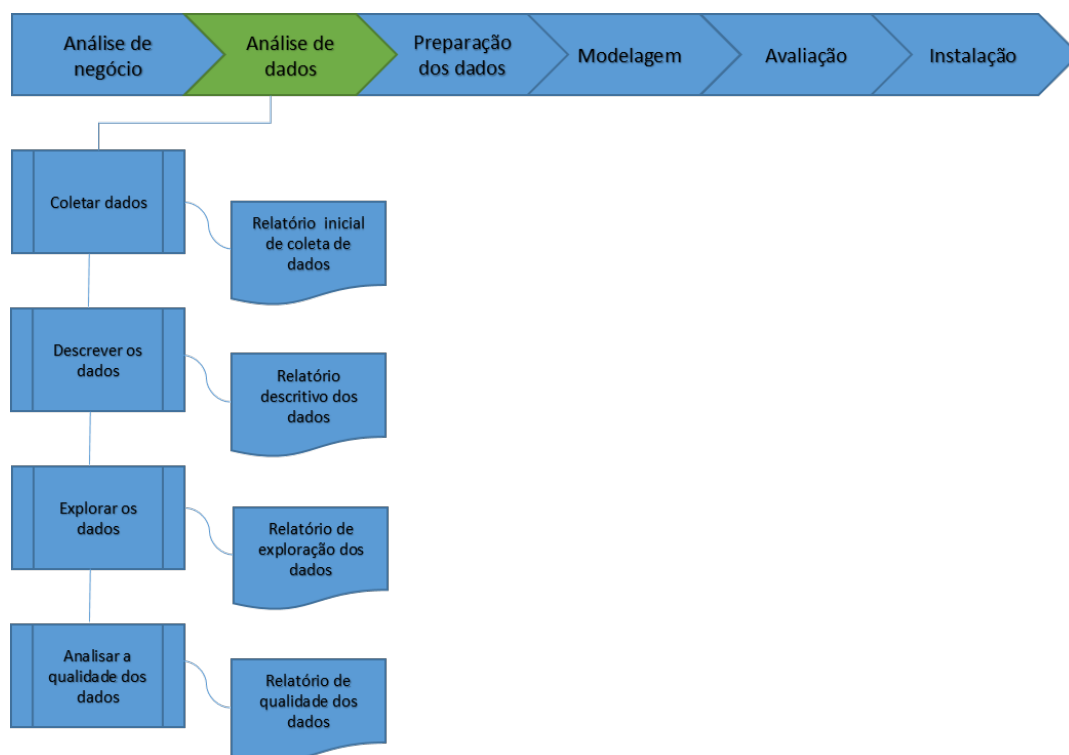 Análise de
negócio
Análise de
dados
Preparação
dos dados
Modelagem
Avaliação
Instalação
Coletar dados
Relatório inicial
de coleta de
dados
Descrever os
dados
Relatório
descritivo dos
dados
Explorar os
dados
Relatório de
exploração dos
dados
Analisar a
qualidade dos
dados
Relatório de
qualidade dos
dados